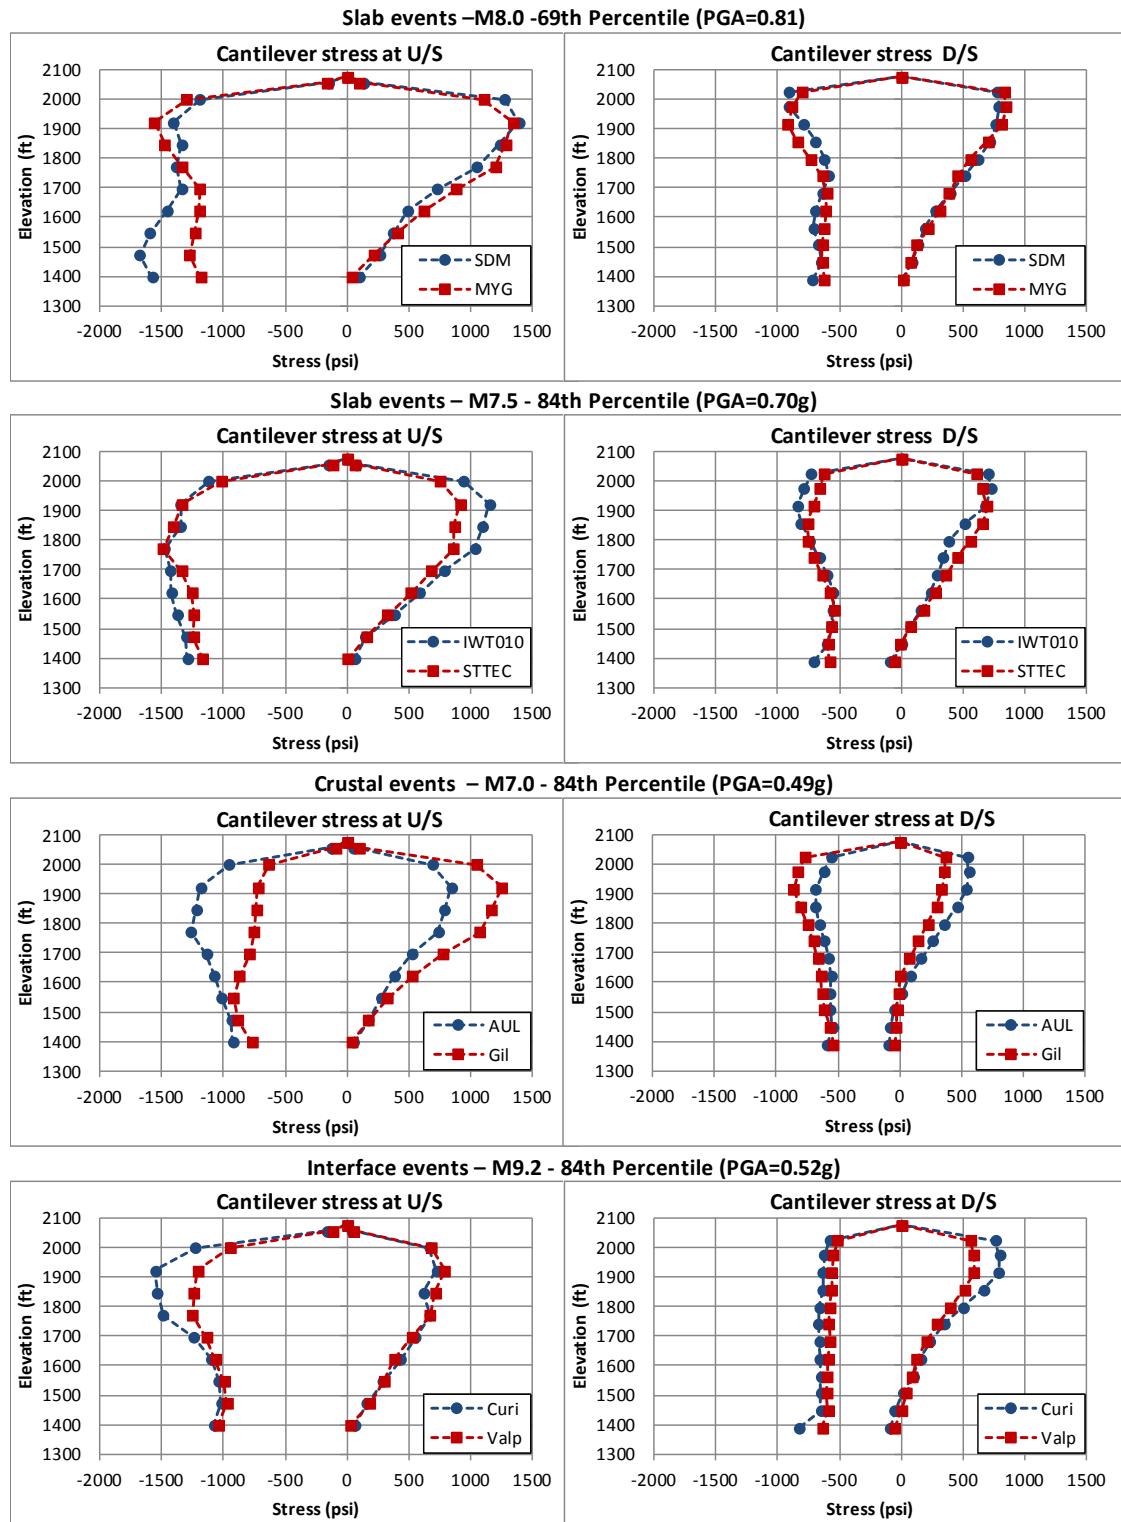 Slab events –M8.0 -69th Percentile (PGA=0.81)
Cantilever stress at U/S
Elevation (ft)
2100
2000
1900
1800
1700
1600
1500
1400
1300
SDM
MYG
-2000 -1500 -1000 -500 0 500 1000 1500
Stress (psi)
Cantilever stress D/S
Elevation (ft)
2100
2000
1900
1800
1700
1600
1500
1400
1300
SDM
MYG
-2000 -1500 -1000 -500 0 500 1000 1500
Stress (psi)
Slab events – M7.5 - 84th Percentile (PGA=0.70g)
Cantilever stress at U/S
Elevation (ft)
2100
2000
1900
1800
1700
1600
1500
1400
1300
IWT010
STTEC
-2000 -1500 -1000 -500 0 500 1000 1500
Stress (psi)
Cantilever stress D/S
Elevation (ft)
2100
2000
1900
1800
1700
1600
1500
1400
1300
IWT010
STTEC
-2000 -1500 -1000 -500 0 500 1000 1500
Stress (psi)
Crustal events – M7.0 - 84th Percentile (PGA=0.49g)
Cantilever stress at U/S
Elevation (ft)
2100
2000
1900
1800
1700
1600
1500
1400
1300
AUL
Gil
-2000 -1500 -1000 -500 0 500 1000 1500
Stress (psi)
Cantilever stress at D/S
Elevation (ft)
2100
2000
1900
1800
1700
1600
1500
1400
1300
AUL
Gil
-2000 -1500 -1000 -500 0 500 1000 1500
Stress (psi)
Interface events – M9.2 - 84th Percentile (PGA=0.52g)
Cantilever stress at U/S
Elevation (ft)
2100
2000
1900
1800
1700
1600
1500
1400
1300
Curi
Valp
-2000 -1500 -1000 -500 0 500 1000 1500
Stress (psi)
Cantilever stress at D/S
Elevation (ft)
2100
2000
1900
1800
1700
1600
1500
1400
1300
Curi
Valp
-2000 -1500 -1000 -500 0 500 1000 1500
Stress (psi)